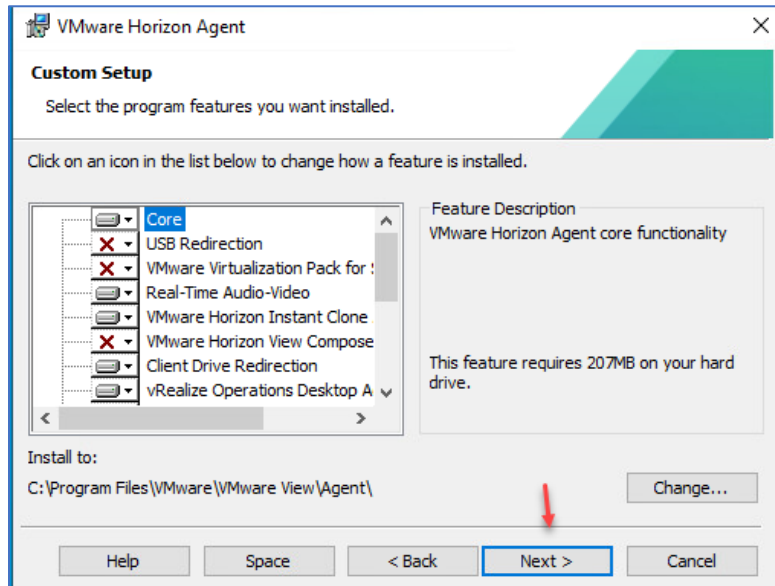 VMware Horizon Agent
Custom Setup
Select the program features you want installed.
Click on an icon in the list below to change how a feature is installed.
Core
USB Redirection
VMware Virtualization Pack for
Real-Time Audio-Video
VMware Horizon Instant Clone
VMware Horizon View Compose
Client Drive Redirection
vRealize Operations Desktop A
Feature Description
VMware Horizon Agent core functionality
This feature requires 207MB on your hard
drive.
Install to:
C:\Program Files\VMware\VMware View\Agent\
Change...
Help
Space
< Back
Next >
Cancel